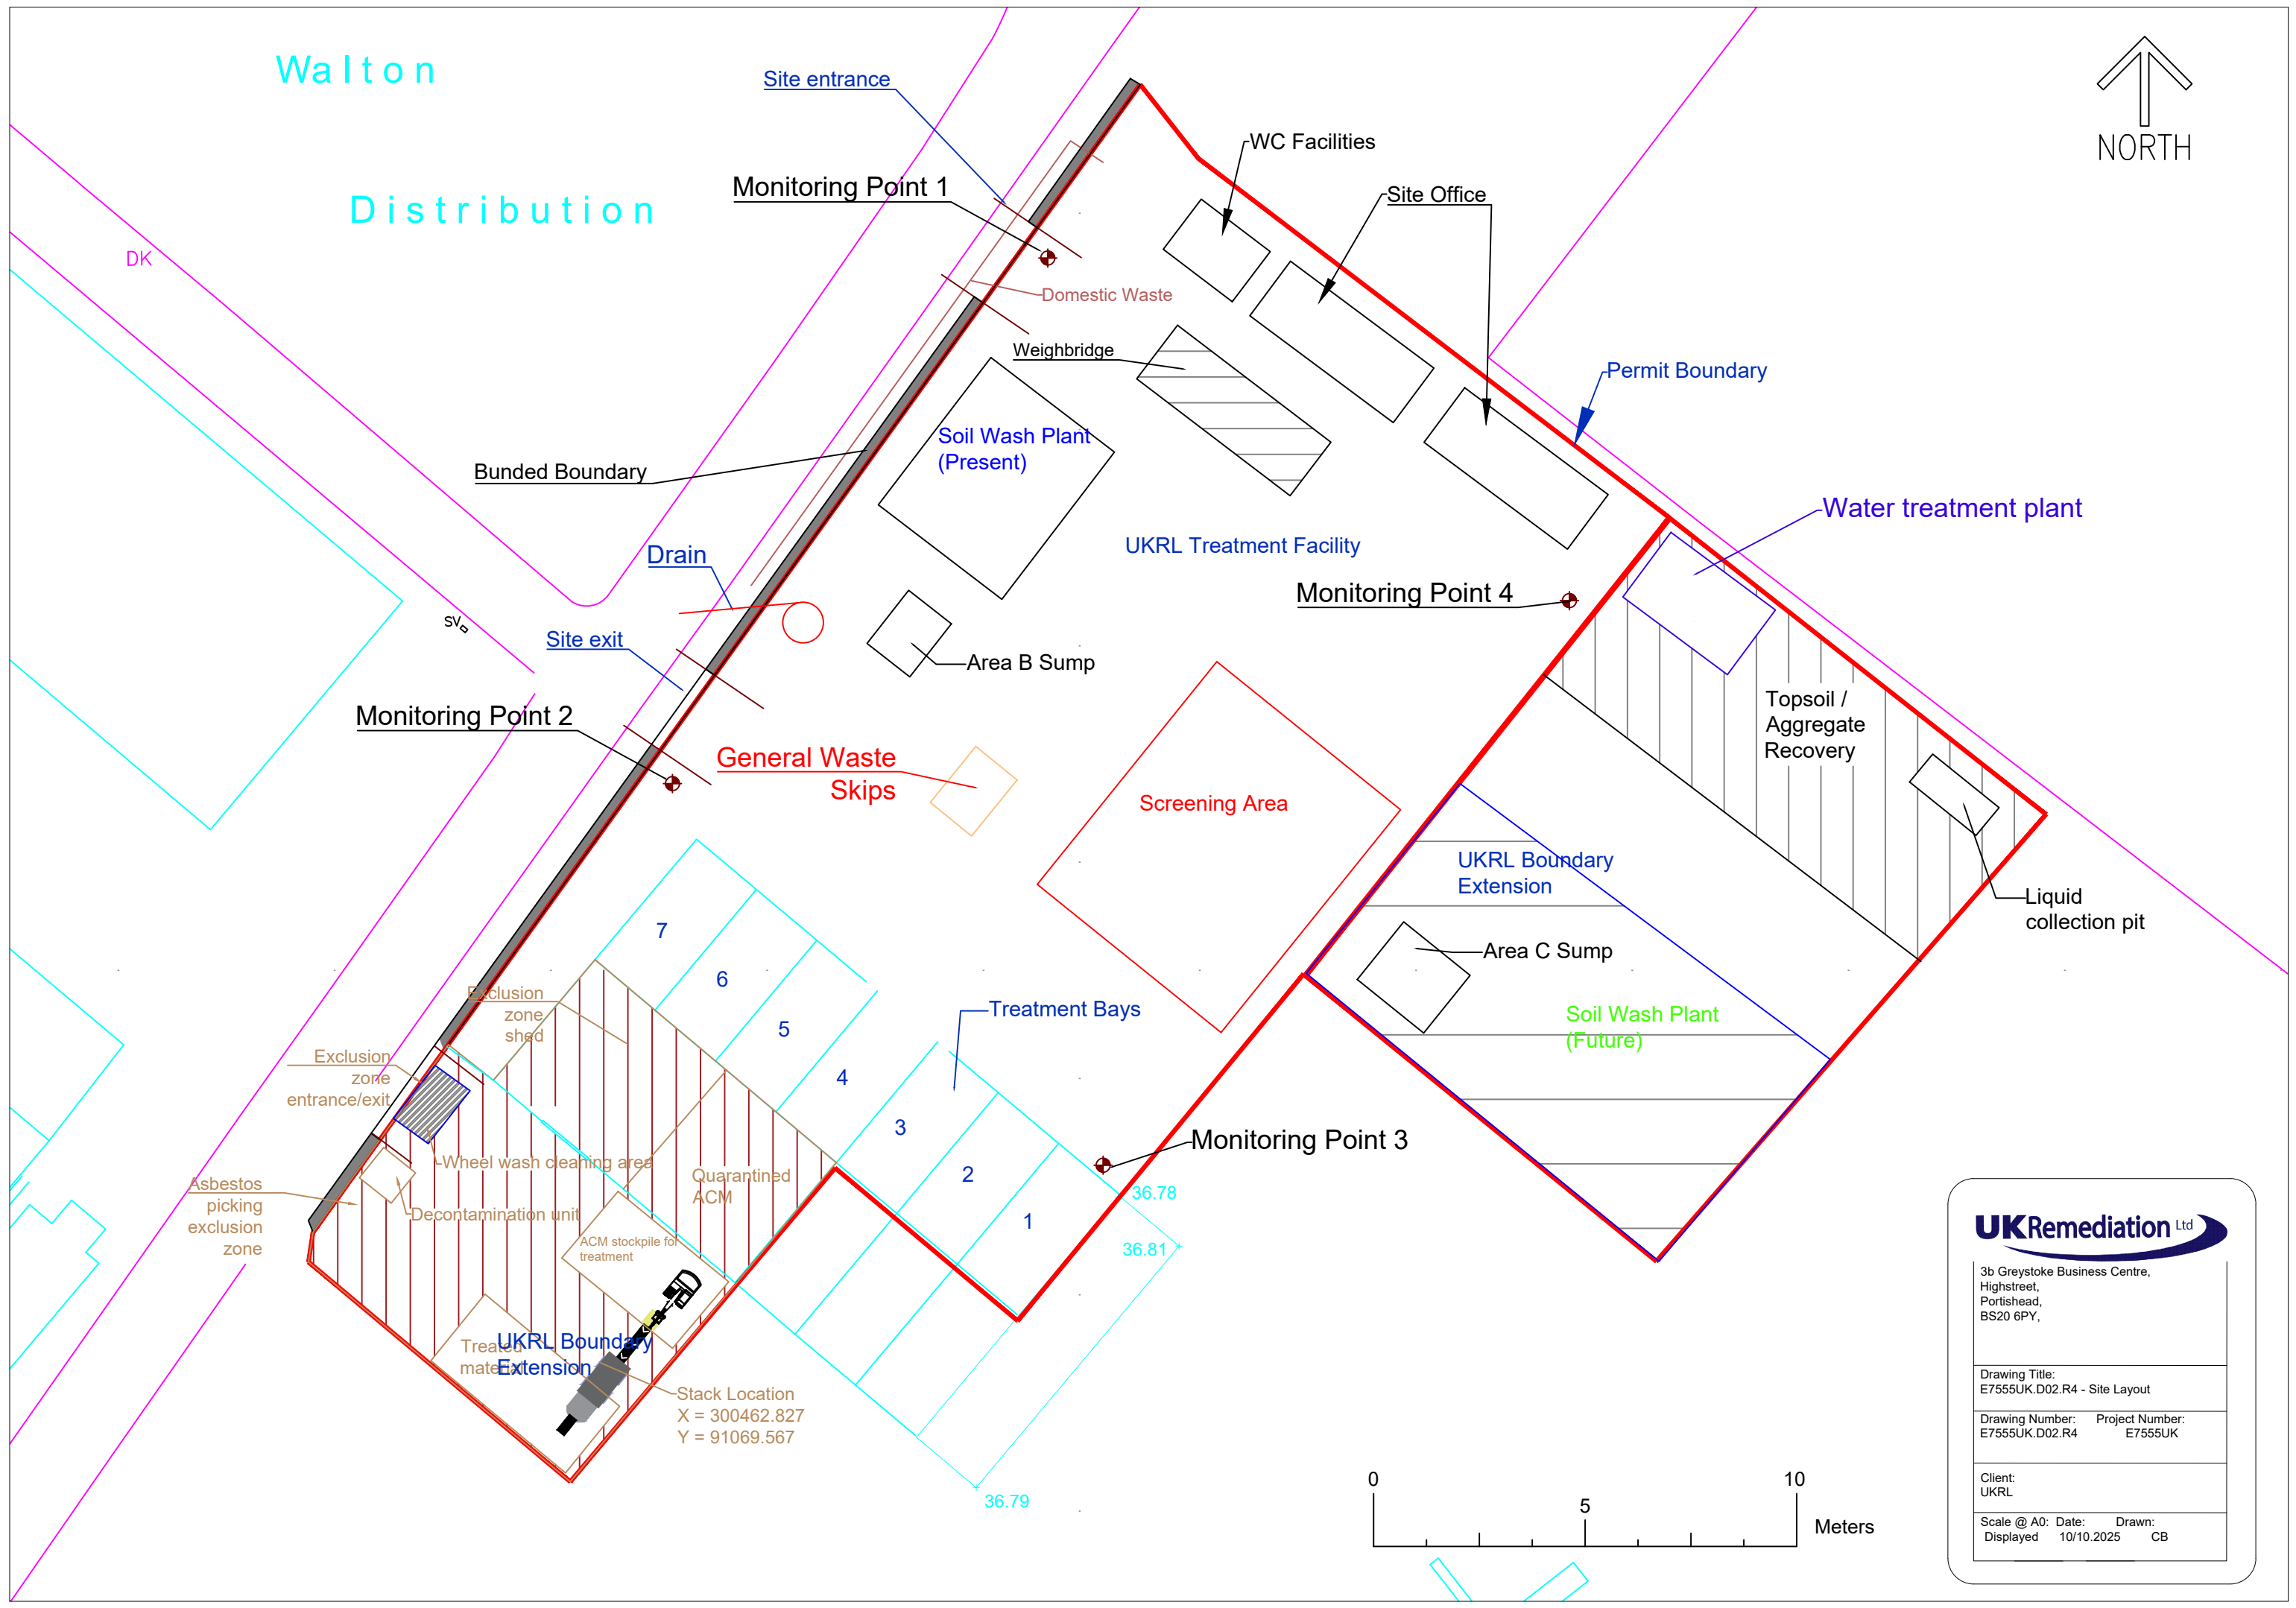 Walton
Distribution
DK
Site entrance
Monitoring Point 1
WC Facilities
Site Office
NORTH
Domestic Waste
Weighbridge
Permit Boundary
Soil Wash Plant
(Present)
Bunded Boundary
Water treatment plant
UKRL Treatment Facility
Drain
Monitoring Point 4
SV
Site exit
Area B Sump
Topsoil /
Aggregate
Recovery
Monitoring Point 2
General Waste
Skips
Screening Area
UKRL Boundary
Extension
Liquid
collection pit
7
6
5
4
3
2
1
Area C Sump
Exclusion
zone
shed
Treatment Bays
Soil Wash Plant
(Future)
Exclusion
zone
entrance/exit
Monitoring Point 3
Wheel wash cleaning area
Quarantined
ACM
Asbestos
picking
exclusion
zone
Decontamination unit
36.78
36.81
ACM stockpile for
treatment
Treated
material
UKRL Boundary
Extension
Stack Location
X = 300462.827
Y = 91069.567
36.79
0
5
10
Meters
UKRemediation Ltd
3b Greystoke Business Centre,
Highstreet,
Portishead,
BS20 6PY,
Drawing Title:
E7555UK.D02.R4 - Site Layout
Drawing Number: Project Number:
E7555UK.D02.R4 E7555UK
Client:
UKRL
Scale @ A0: Date: Drawn:
Displayed 10/10.2025 CB